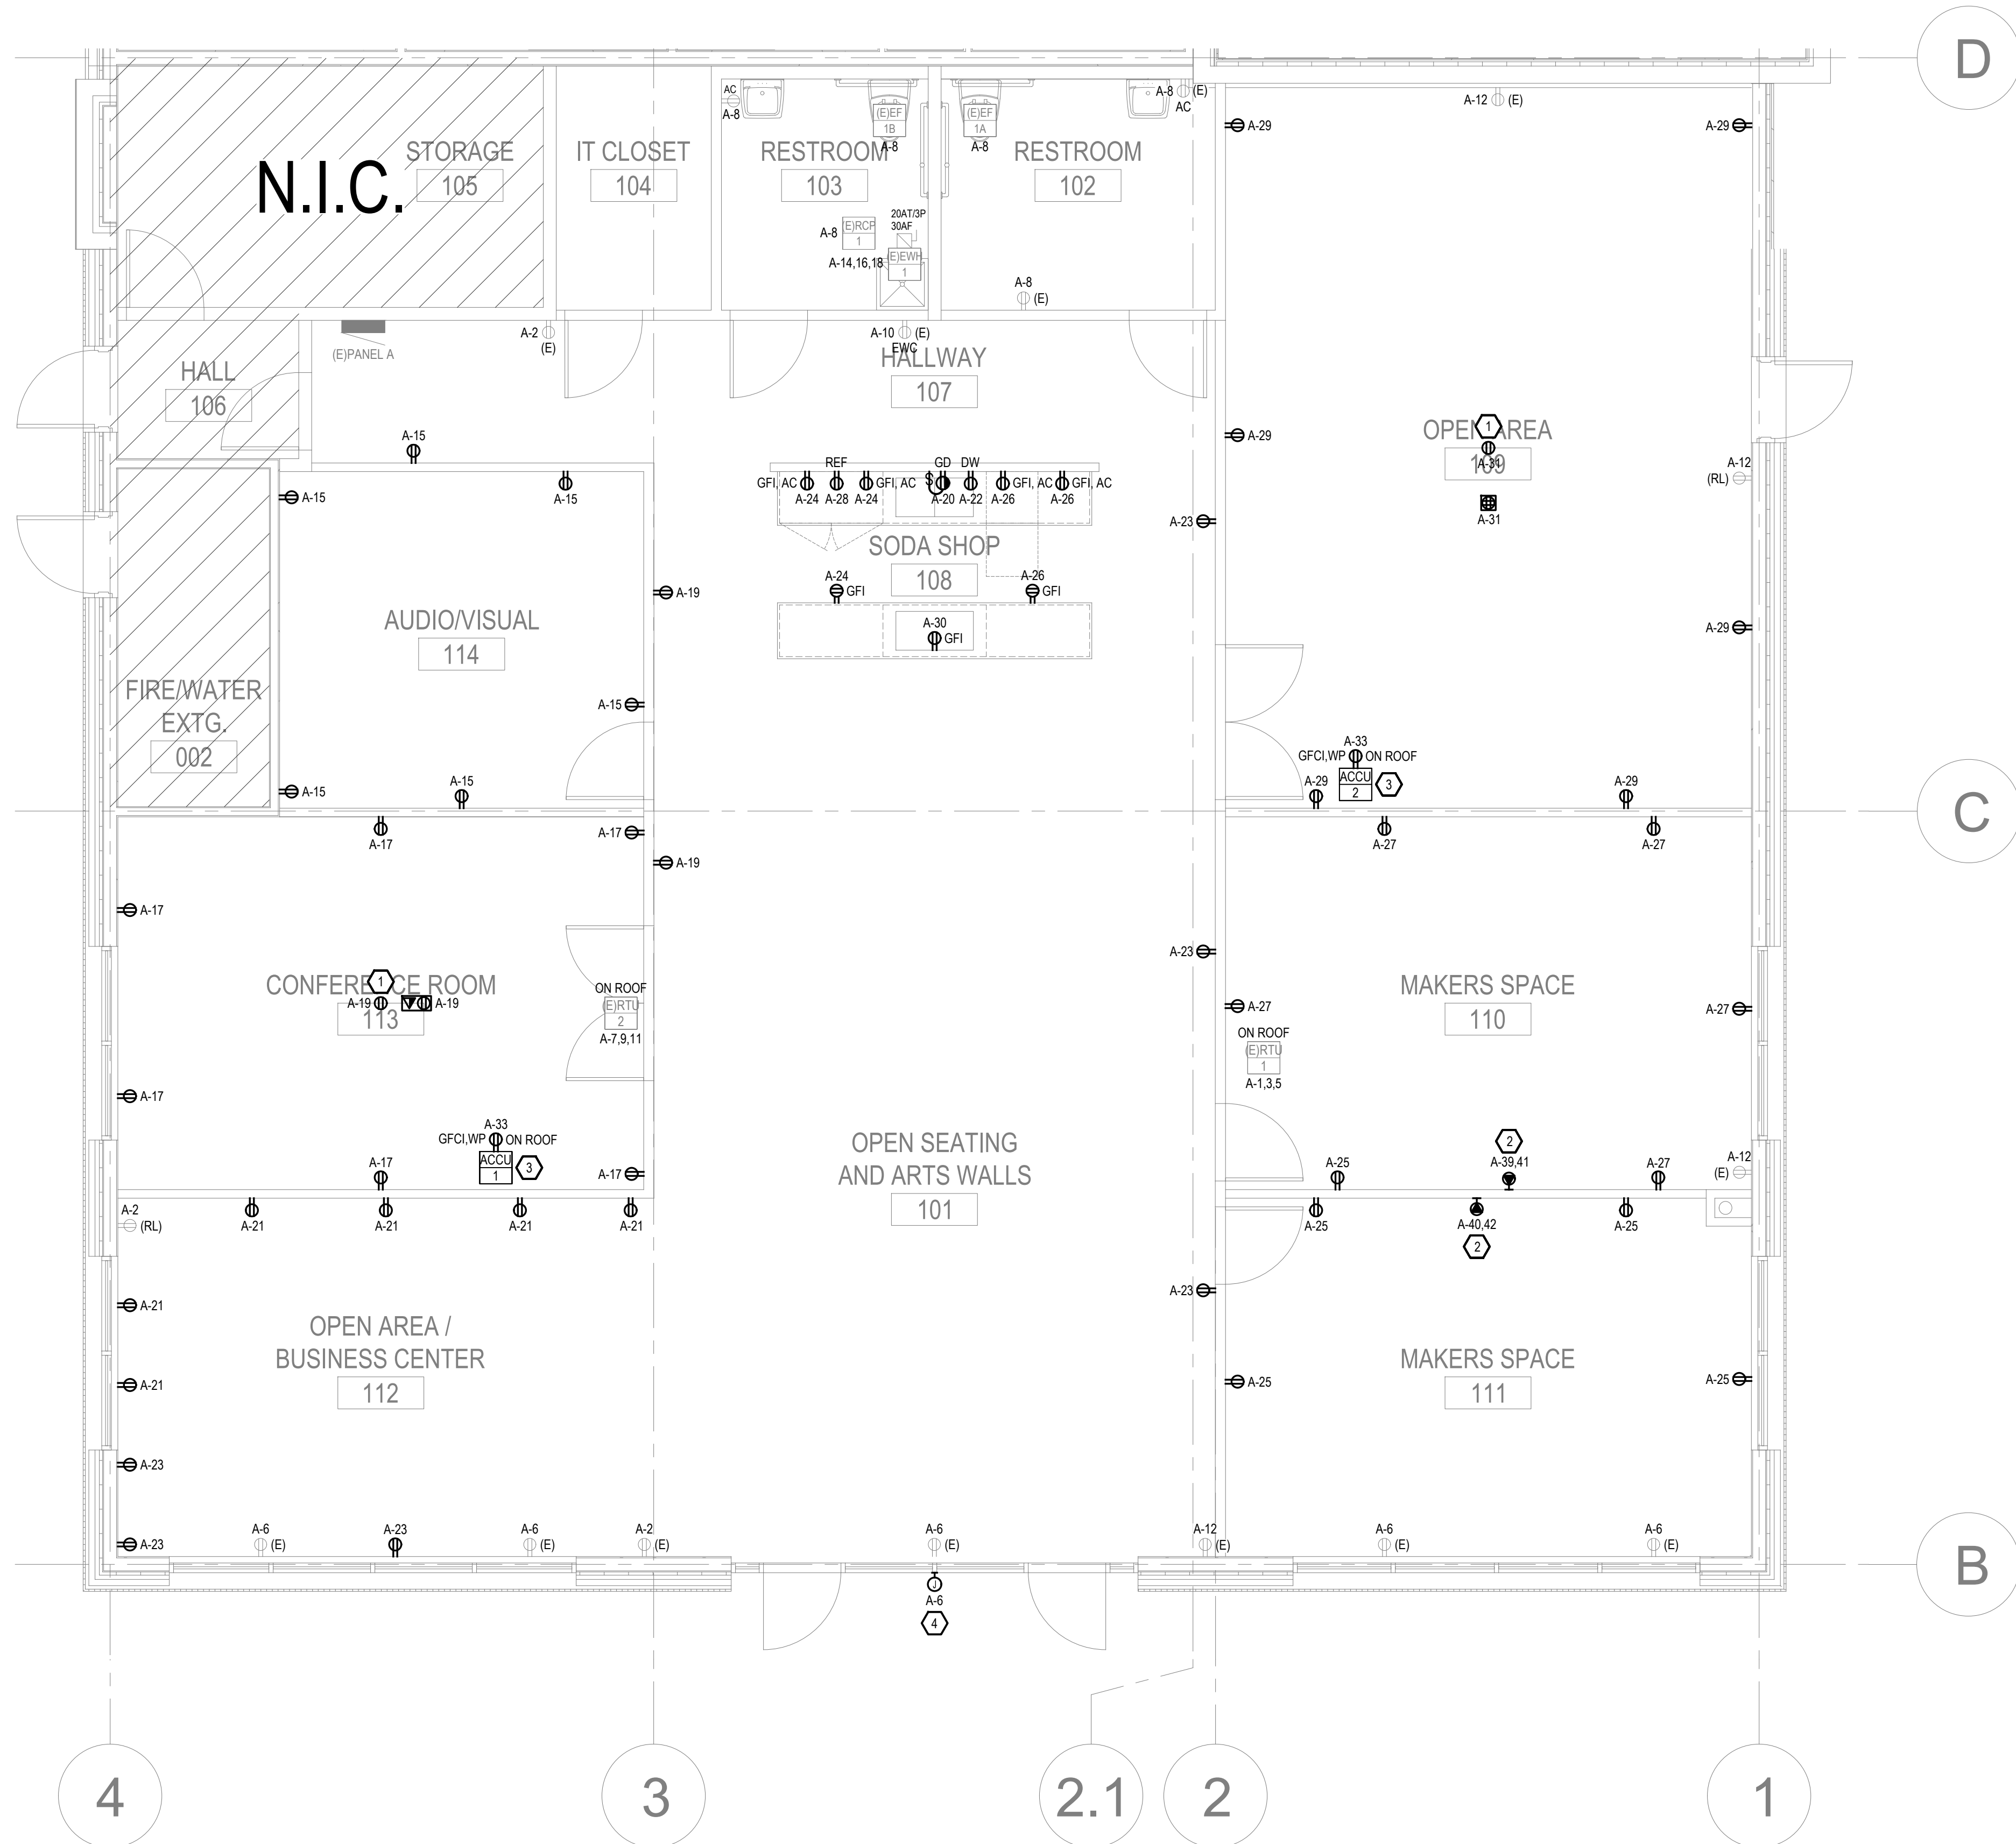 D
AC
A-8
(E)EF
1B
A-8
(E)EF
1A
A-8
A-8 (E)
AC
A-12 (E)
A-29
A-29
STORAGE
105
N.I.C.
IT CLOSET
104
RESTROOM
103
RESTROOM
102
A-8
(E)RCP
1
20AT/3P
30AF
A-14,16,18
(E)EWH
1
A-8
(E)
(E)PANEL A
A-2
(E)
A-10 (E)
EWC
HALLWAY
107
HALL
106
A-15
A-29
1
OPEN AREA
109
A-31
A-31
A-12
(RL)
A-15
A-15
REF
GD
DW
GFI, AC
GFI, AC
S
GFI, AC
GFI, AC
A-24
A-28
A-24
A-20
A-22
A-26
A-26
A-23
SODA SHOP
108
A-24
GFI
A-26
GFI
A-30
GFI
A-19
AUDIO/VISUAL
114
A-29
FIRE/WATER
EXTG.
002
A-15
A-15
A-15
A-33
GFCI,WP ON ROOF
ACCU
2
3
A-29
A-29
C
A-17
A-17
A-19
A-27
A-27
A-17
A-23
CONFERENCE ROOM
113
1
A-19
A-19
ON ROOF
(E)RTU
2
A-7,9,11
A-27
MAKERS SPACE
110
A-27
ON ROOF
(E)RTU
1
A-1,3,5
A-17
A-33
GFCI,WP ON ROOF
ACCU
1
3
A-17
A-17
OPEN SEATING
AND ARTS WALLS
101
2
A-39,41
A-25
A-27
A-12
(E)
A-2
(RL)
A-21
A-21
A-21
A-21
A-25
A-40,42
2
A-25
A-21
A-23
OPEN AREA /
BUSINESS CENTER
112
A-21
MAKERS SPACE
111
A-25
A-25
A-23
A-23
A-6
(E)
A-23
A-6
(E)
A-2
(E)
A-6
(E)
A-12
(E)
A-6
(E)
A-6
(E)
B
J
A-6
4
4
3
2.1
2
1